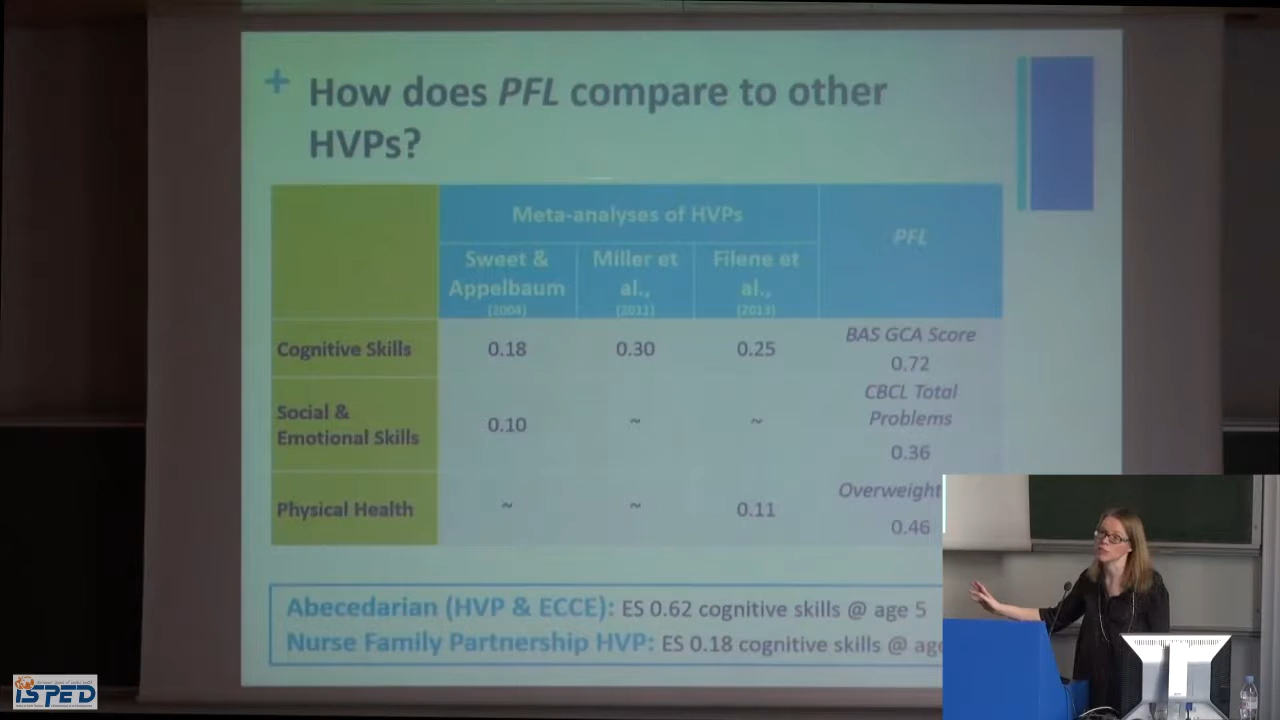 + How does PFL compare to other
HVPs?
Meta-analyses of HVPs
PFL
Sweet &
Appelbaum
(2004)
Miller et
al.,
(2011)
Filene et
al.,
(2013)
Cognitive Skills
0.18
0.30
0.25
BAS GCA Score
0.72
Social &
Emotional Skills
0.10
~
~
CBCL Total
Problems
0.36
Physical Health
~
~
0.11
Overweight
0.46
Abecedarian (HVP & ECCE): ES 0.62 cognitive skills @ age 5
Nurse Family Partnership HVP: ES 0.18 cognitive skills @ age
ISPED